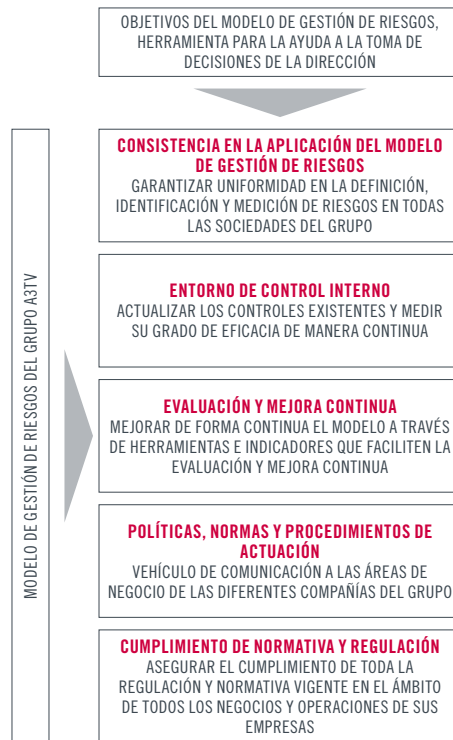 OBJETIVOS DEL MODELO DE GESTIÓN DE RIESGOS,
HERRAMIENTA PARA LA AYUDA A LA TOMA DE
DECISIONES DE LA DIRECCIÓN
MODELO DE GESTIÓN DE RIESGOS DEL GRUPO A3TV
CONSISTENCIA EN LA APLICACIÓN DEL MODELO
DE GESTIÓN DE RIESGOS
GARANTIZAR UNIFORMIDAD EN LA DEFINICIÓN,
IDENTIFICACIÓN Y MEDICIÓN DE RIESGOS EN TODAS
LAS SOCIEDADES DEL GRUPO
ENTORNO DE CONTROL INTERNO
ACTUALIZAR LOS CONTROLES EXISTENTES Y MEDIR
SU GRADO DE EFICACIA DE MANERA CONTINUA
EVALUACIÓN Y MEJORA CONTINUA
MEJORAR DE FORMA CONTINUA EL MODELO A TRAVÉS
DE HERRAMIENTAS E INDICADORES QUE FACILITEN LA
EVALUACIÓN Y MEJORA CONTINUA
POLÍTICAS, NORMAS Y PROCEDIMIENTOS DE
ACTUACIÓN
VEHÍCULO DE COMUNICACIÓN A LAS ÁREAS DE
NEGOCIO DE LAS DIFERENTES COMPAÑÍAS DEL GRUPO
CUMPLIMIENTO DE NORMATIVA Y REGULACIÓN
ASEGURAR EL CUMPLIMIENTO DE TODA LA
REGULACIÓN Y NORMATIVA VIGENTE EN EL ÁMBITO
DE TODOS LOS NEGOCIOS Y OPERACIONES DE SUS
EMPRESAS